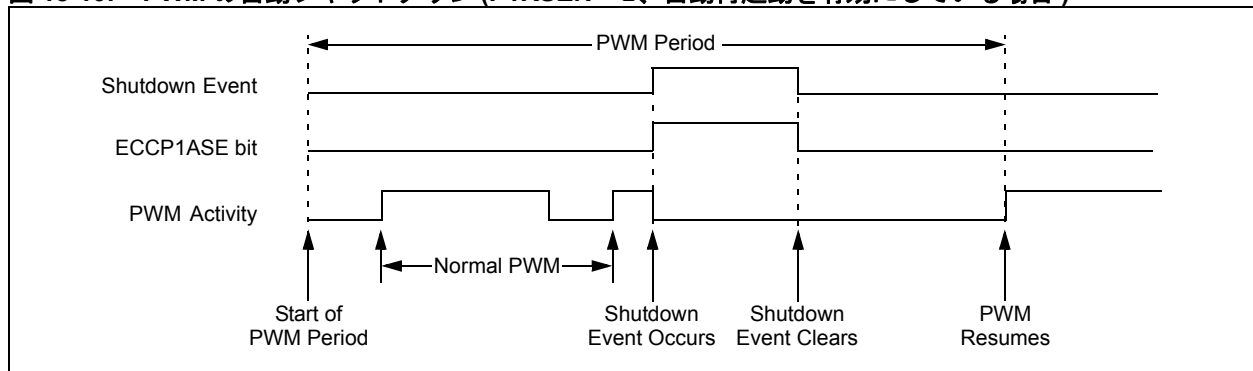 PWM Period
Shutdown Event
ECCP1ASE bit
PWM Activity
Normal PWM
Start of
PWM Period
Shutdown
Event Occurs
Shutdown
Event Clears
PWM
Resumes